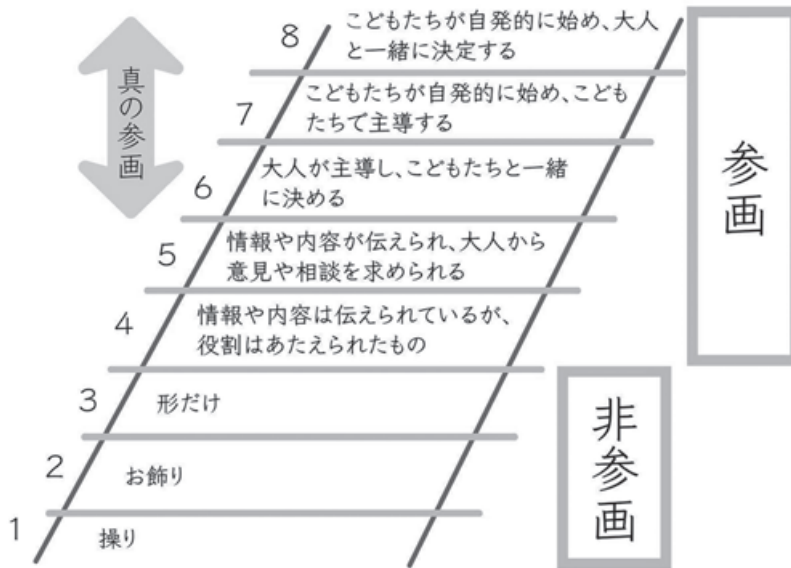 8 こどもたちが自発的に始め、大人
と一緒に決定する
7 こどもたちが自発的に始め、こども
たちで主導する
6 大人が主導し、こどもたちと一緒
に決める
5 情報や内容が伝えられ、大人から
意見や相談を求められる
4 情報や内容は伝えられているが、
役割はあたえられたもの
3 形だけ
2 お飾り
1 操り
真の参画
参画
非参画